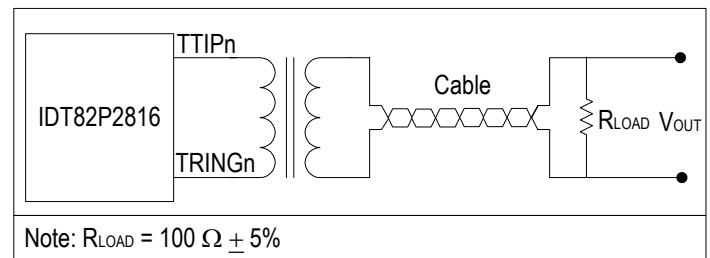 TTIPn
IDT82P2816
Cable
RLOAD VOUT
TRINGn
Note: RLOAD = 100 Ω ± 5%